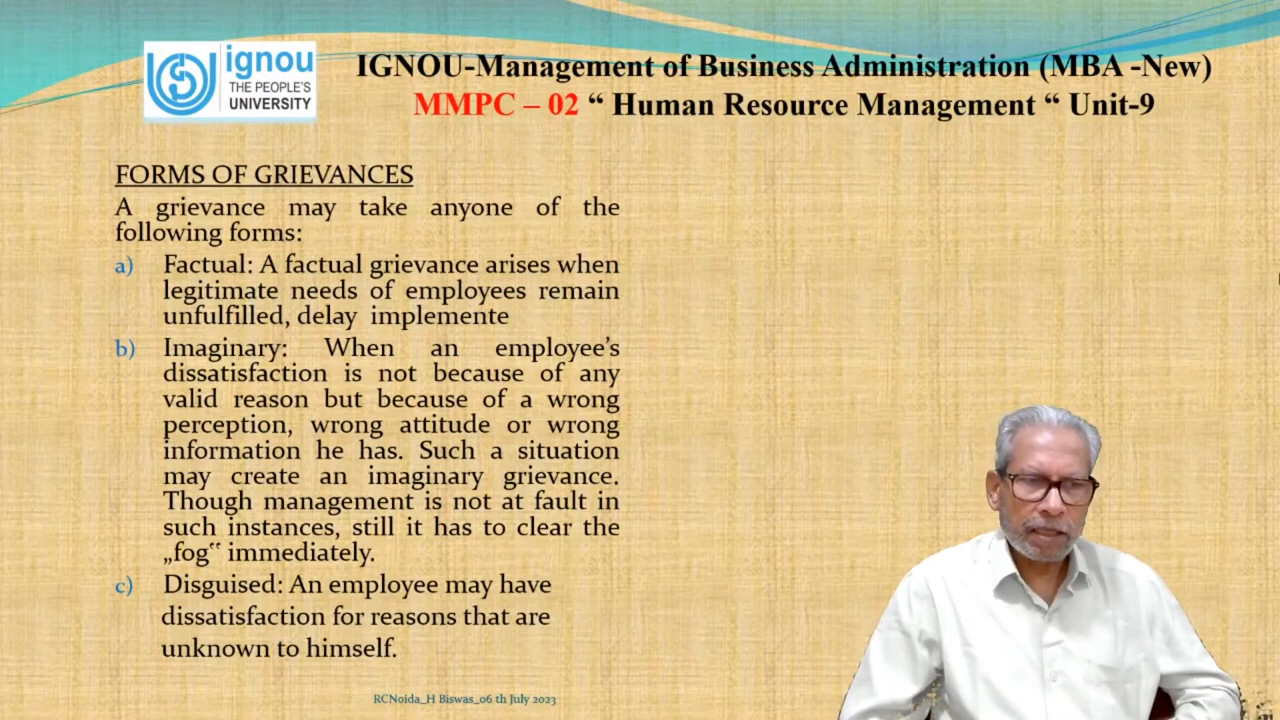 ignou
THE PEOPLE'S
UNIVERSITY
IGNOU-Management of Business Administration (MBA -New)
MMPC – 02 “ Human Resource Management “ Unit-9
FORMS OF GRIEVANCES
A grievance may take anyone of the
following forms:
a) Factual: A factual grievance arises when
legitimate needs of employees remain
unfulfilled, delay implemente
b) Imaginary: When an employee’s
dissatisfaction is not because of any
valid reason but because of a wrong
perception, wrong attitude or wrong
information he has. Such a situation
may create an imaginary grievance.
Though management is not at fault in
such instances, still it has to clear the
„fog‟ immediately.
c) Disguised: An employee may have
dissatisfaction for reasons that are
unknown to himself.
RCNoida_H Biswas_06 th July 2023